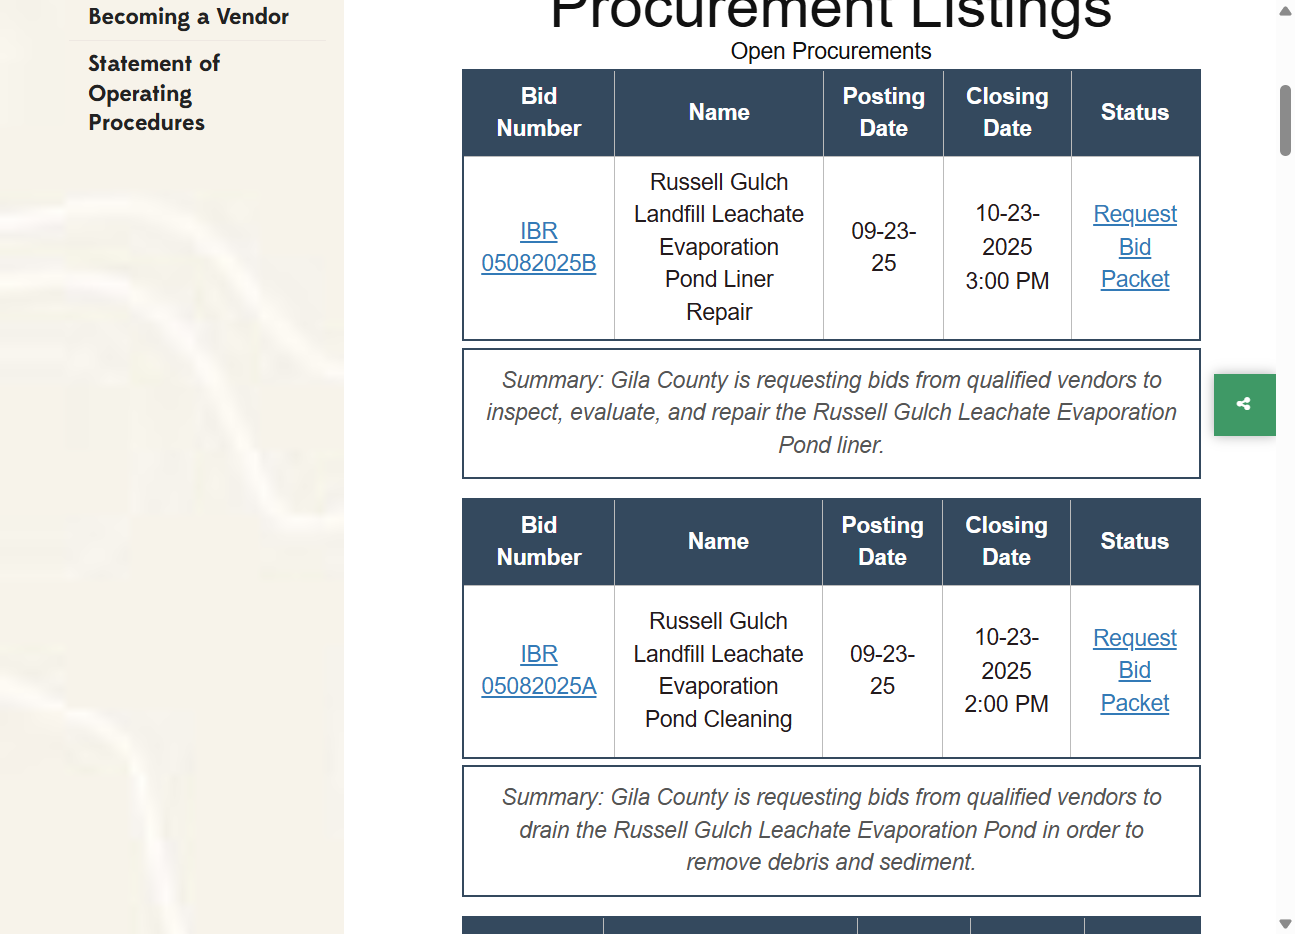 Becoming a Vendor
Statement of
Operating
Procedures
Procurement Listings
Open Procurements
Bid
Number
Name
Posting
Date
Closing
Date
Status
IBR
05082025B
Russell Gulch
Landfill Leachate
Evaporation
Pond Liner
Repair
09-23-
25
10-23-
2025
3:00 PM
Request
Bid
Packet
Summary: Gila County is requesting bids from qualified vendors to
inspect, evaluate, and repair the Russell Gulch Leachate Evaporation
Pond liner.
Bid
Number
Name
Posting
Date
Closing
Date
Status
IBR
05082025A
Russell Gulch
Landfill Leachate
Evaporation
Pond Cleaning
09-23-
25
10-23-
2025
2:00 PM
Request
Bid
Packet
Summary: Gila County is requesting bids from qualified vendors to
drain the Russell Gulch Leachate Evaporation Pond in order to
remove debris and sediment.